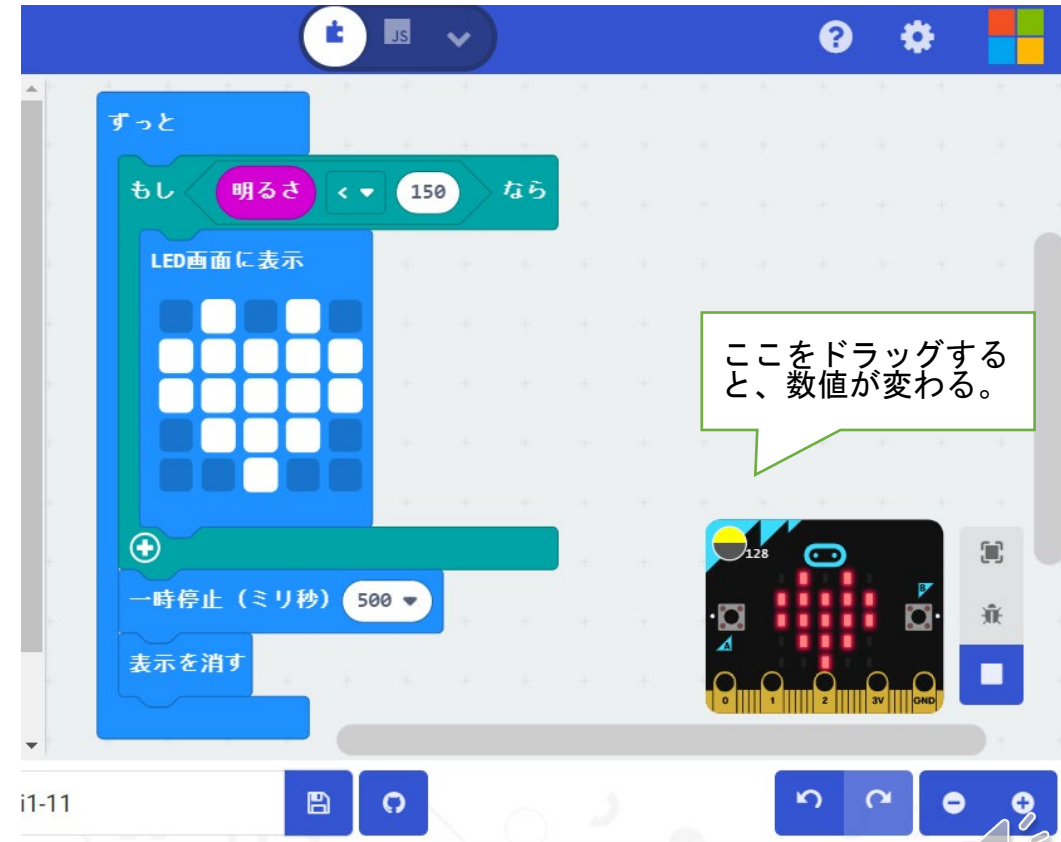 JS
ずっと
もし 明るさ < 150 なら
LED画面に表示
ここをドラッグする
と、数値が変わる。
128
B
A
0 1 2 3V GND
一時停止（ミリ秒） 500
表示を消す
i1-11